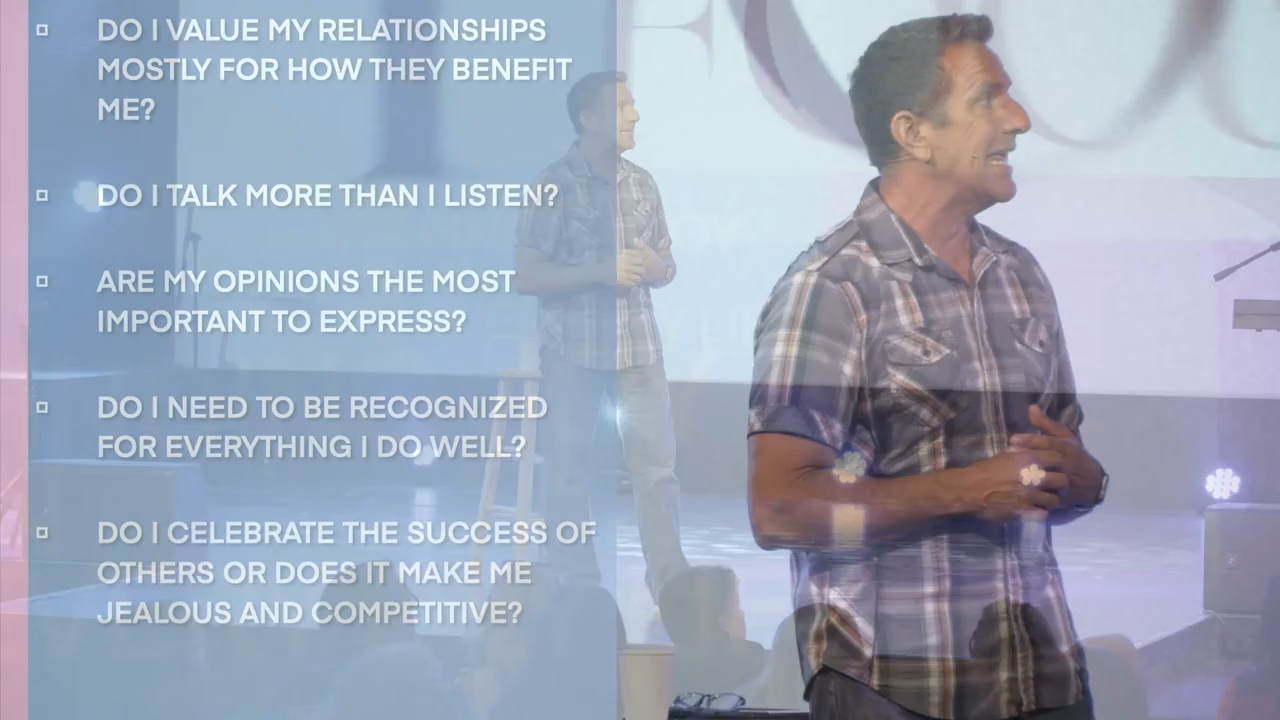 DO I VALUE MY RELATIONSHIPS
MOSTLY FOR HOW THEY BENEFIT
ME?
DO I TALK MORE THAN I LISTEN?
ARE MY OPINIONS THE MOST
IMPORTANT TO EXPRESS?
DO I NEED TO BE RECOGNIZED
FOR EVERYTHING I DO WELL?
DO I CELEBRATE THE SUCCESS OF
OTHERS OR DOES IT MAKE ME
JEALOUS AND COMPETITIVE?